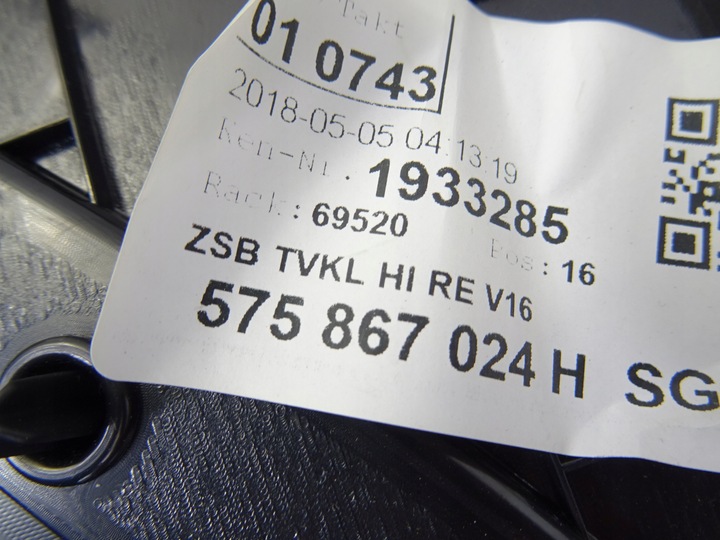 Takt
01 0743
2018-05-05 04:13:19
Ken-Nr. 1933285
Rack: 69520 Pos: 16
ZSB TVKL HI RE V16
575 867 024 H SG